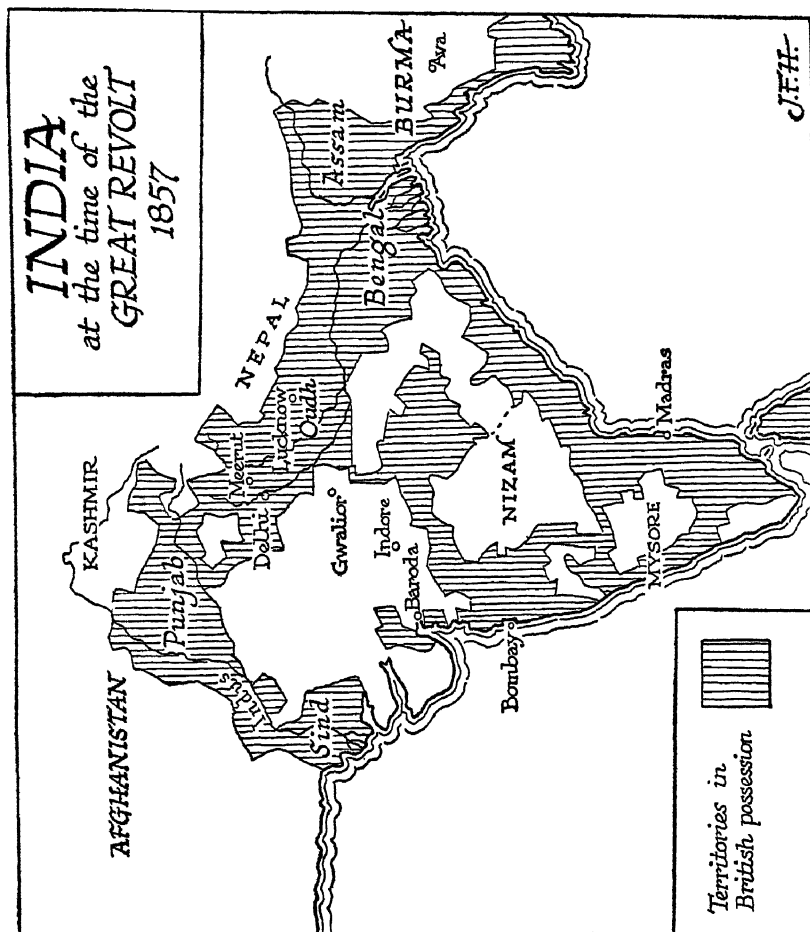 INDIA
at the time of the
GREAT REVOLT
1857
AFGHANISTAN
KASHMIR
Punjab
Indus
Sind
Delhi
Meerut
Lucknow
Oudh
NEPAL
Gwalior
Indore
Baroda
Bengal
Assam
BURMA
Ava
Bombay
NIZAM
MYSORE
Madras
Territories in
British possession
J.F.H.